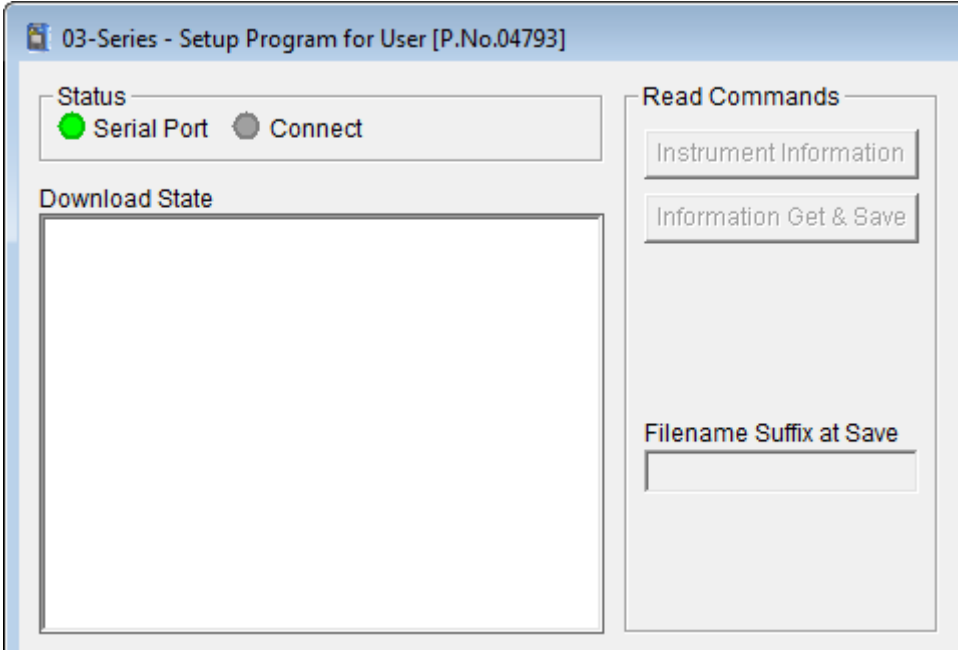 03-Series - Setup Program for User [P.No.04793]
Status
Serial Port Connect
Download State
Read Commands
Instrument Information
Information Get & Save
Filename Suffix at Save